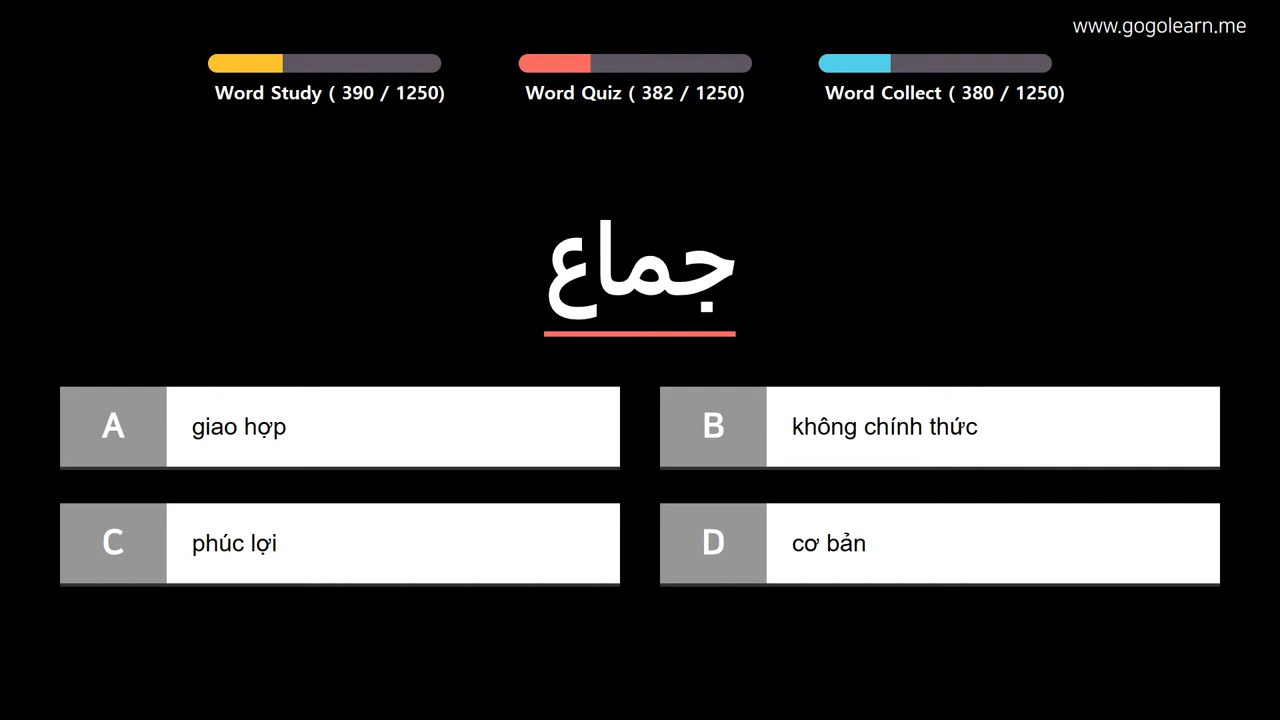 www.gogolearn.me
Word Study ( 390 / 1250)
Word Quiz ( 382 / 1250)
Word Collect ( 380 / 1250)
جماع
A
giao hợp
B
không chính thức
C
phúc lợi
D
cơ bản